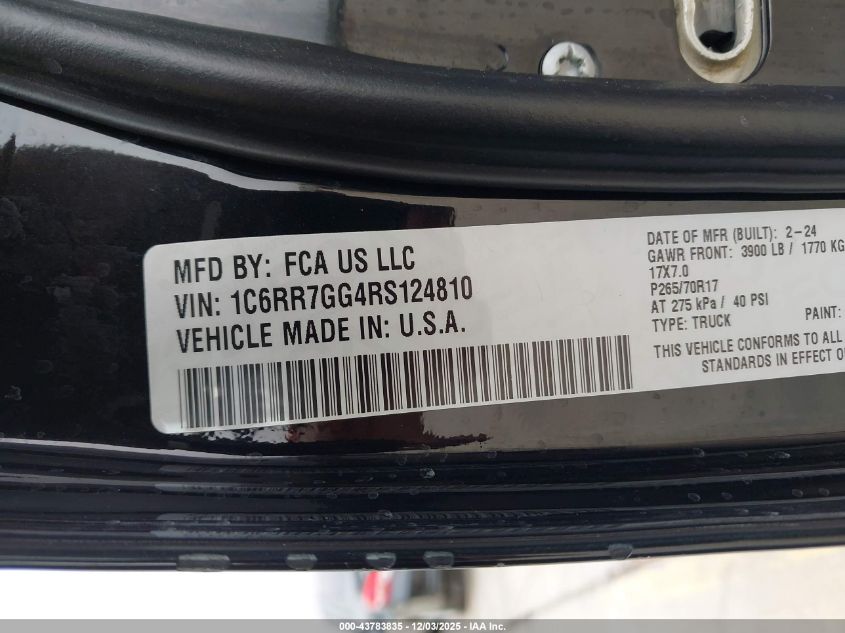 MFD BY: FCA US LLC
VIN: 1C6RR7GG4RS124810
VEHICLE MADE IN: U.S.A.
DATE OF MFR (BUILT): 2-24
GAWR FRONT: 3900 LB / 1770 KG
17X7.0
P265/70R17
AT 275 kPa / 40 PSI
TYPE: TRUCK PAINT:
THIS VEHICLE CONFORMS TO ALL
STANDARDS IN EFFECT
000-43783835 - 12/03/2025 - IAA Inc.